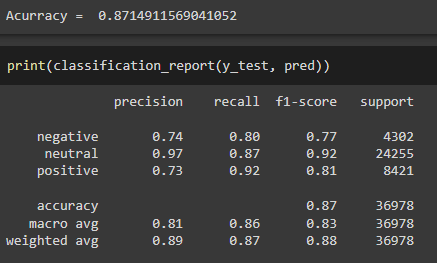 Acurracy =  0.8714911569041052
print(classification_report(y_test, pred))
              precision    recall  f1-score   support
    negative       0.74      0.80      0.77      4302
     neutral       0.97      0.87      0.92     24255
    positive       0.73      0.92      0.81      8421
    accuracy                           0.87     36978
   macro avg       0.81      0.86      0.83     36978
weighted avg       0.89      0.87      0.88     36978